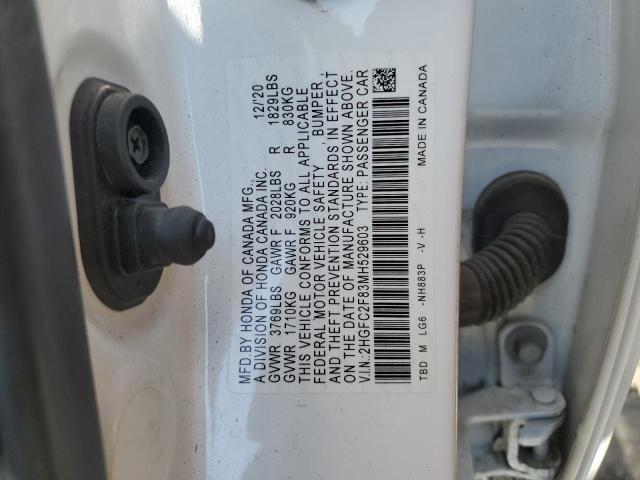 MFD.BY HONDA OF CANADA MFG. 12/'20
A DIVISION OF HONDA CANADA INC.
GVWR 3769LBS GAWR F 2028LBS R 1829LBS
GVWR 1710KG GAWR F 920KG R 830KG
THIS VEHICLE CONFORMS TO ALL APPLICABLE
FEDERAL MOTOR VEHICLE SAFETY, BUMPER,
AND THEFT PREVENTION STANDARDS IN EFFECT
ON THE DATE OF MANUFACTURE SHOWN ABOVE.
V.I.N.:2HGFC2F83MH529603 TYPE: PASSENGER CAR
TBD M LG6 -NH883P -V -H MADE IN CANADA